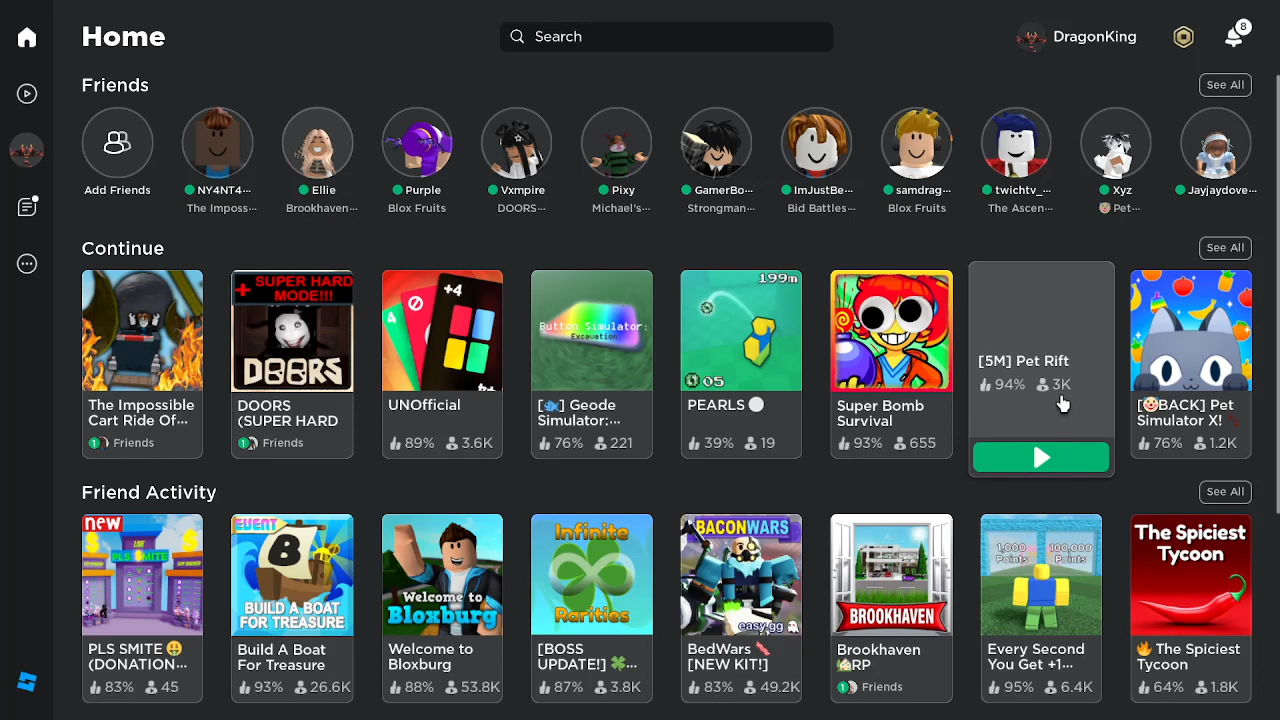 Home
Search
DragonKing
8
Friends
See All
Add Friends
NY4NT4...
The Imposs...
Ellie
Brookhaven...
Purple
Blox Fruits
Vxmpire
DOORS...
Pixy
Michael's...
GamerBo...
Strongman...
ImJustBe...
Bid Battles...
samdrag...
Blox Fruits
twichtv_...
The Ascen...
Xyz
🤡 Pet...
Jayjaydove...
Continue
See All
The Impossible
Cart Ride Of...
1 Friends
+ SUPER HARD
MODE!!!
DOORS
DOORS
(SUPER HARD
1 Friends
4
+4
UNOfficial
89% 3.6K
Button Simulator:
Excavation
[🐟] Geode
Simulator:...
76% 221
199m
05
PEARLS ⚪
39% 19
Super Bomb
Survival
93% 655
[5M] Pet Rift
94% 3K
[🤡BACK] Pet
Simulator X!
76% 1.2K
Friend Activity
See All
new
LIVE
PLS SMITE
PLS SMITE 🤑
(DONATION...
83% 45
EVENT
B
BUILD A BOAT
FOR TREASURE
Build A Boat
For Treasure
93% 26.6K
Welcome to
Bloxburg
Welcome to
Bloxburg
88% 53.8K
Infinite
Rarities
[BOSS
UPDATE!] 🍀...
87% 3.8K
BACONWARS
easy.gg
BedWars 🥓
[NEW KIT!]
83% 49.2K
BROOKHAVEN
Brookhaven
🏡RP
1 Friends
1,000
Points
100,000
Points
Every Second
You Get +1...
95% 6.4K
The Spiciest
Tycoon
🔥 The Spiciest
Tycoon
64% 1.8K